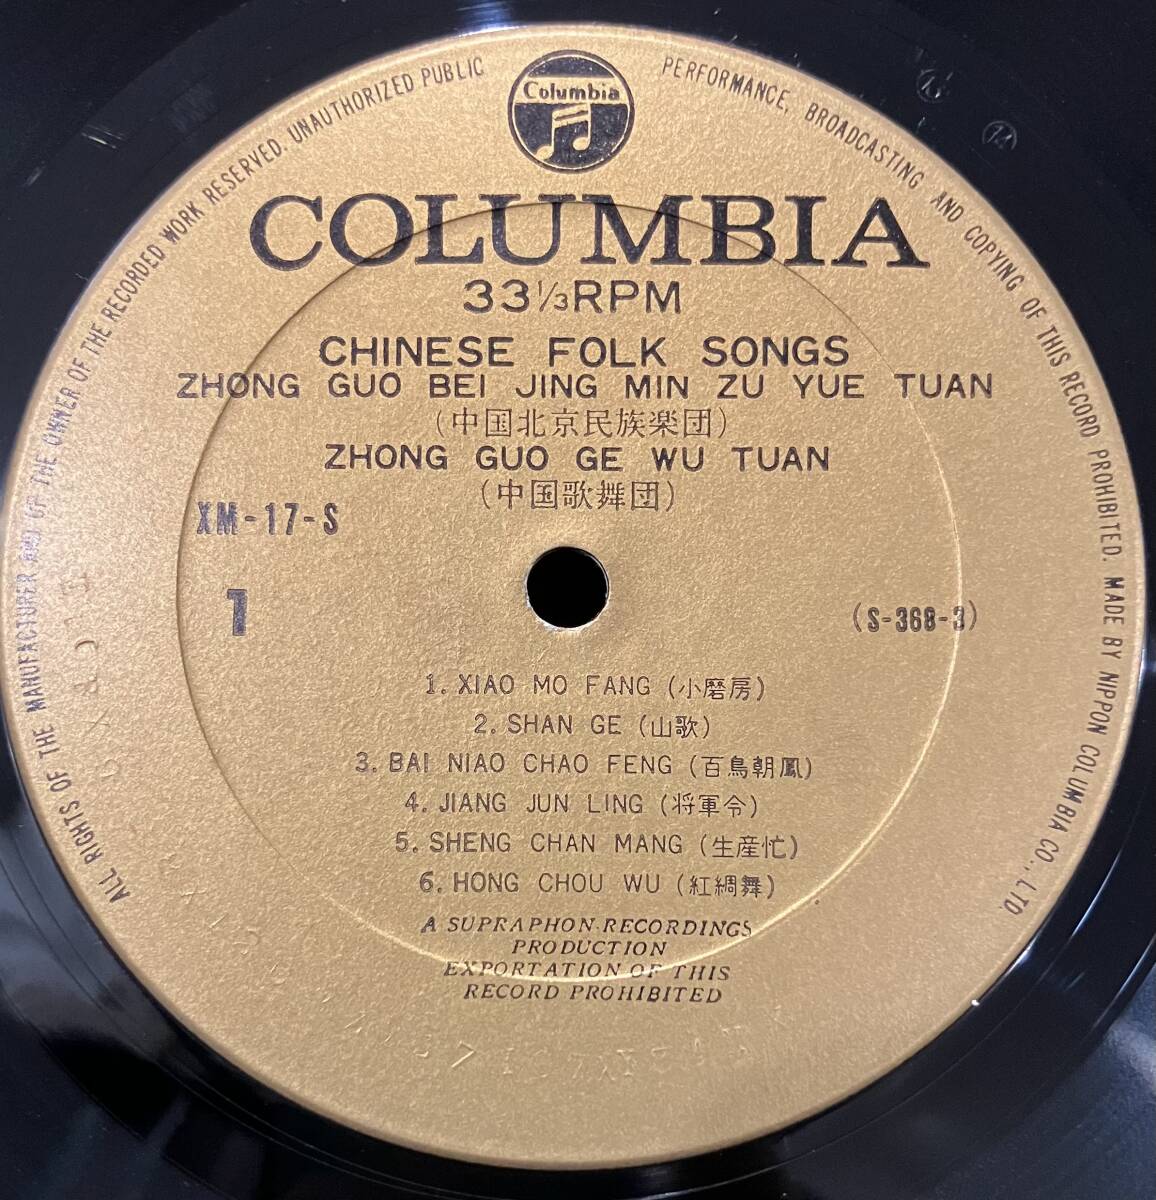 ALL RIGHTS OF THE MANUFACTURER AND OF THE OWNER OF THE RECORDED WORK RESERVED. UNAUTHORIZED PUBLIC PERFORMANCE, BROADCASTING AND COPYING OF THIS RECORD PROHIBITED. MADE BY NIPPON COLUMBIA CO., LTD.
Columbia
COLUMBIA
33 1/3 RPM
CHINESE FOLK SONGS
ZHONG GUO BEI JING MIN ZU YUE TUAN
(中国北京民族楽団)
ZHONG GUO GE WU TUAN
(中国歌舞団)
XM-17-S
1
(S-368-3)
1. XIAO MO FANG (小磨房)
2. SHAN GE (山歌)
3. BAI NIAO CHAO FENG (百鳥朝鳳)
4. JIANG JUN LING (将軍令)
5. SHENG CHAN MANG (生産忙)
6. HONG CHOU WU (紅綢舞)
A SUPRAPHON RECORDINGS
PRODUCTION
EXPORTATION OF THIS
RECORD PROHIBITED